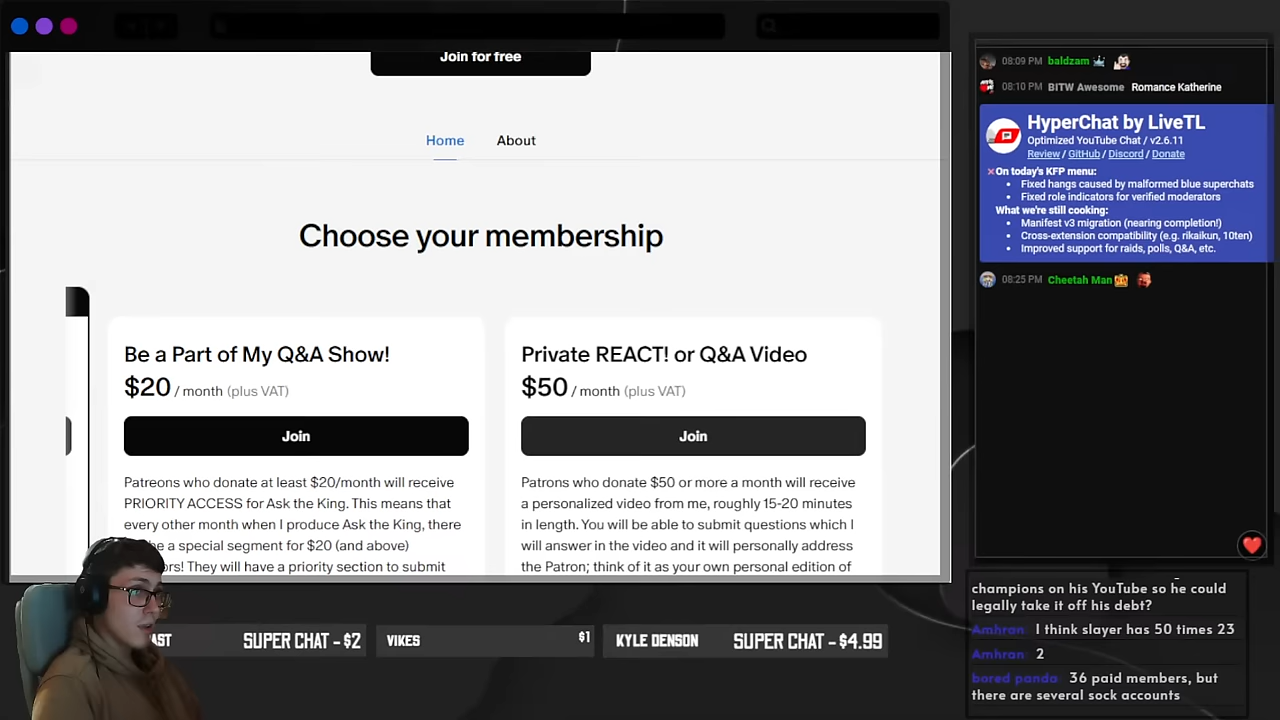 Join for free
Home About
Choose your membership
Be a Part of My Q&A Show!
$20 / month (plus VAT)
Join
Patreons who donate at least $20/month will receive
PRIORITY ACCESS for Ask the King. This means that
every other month when I produce Ask the King, there
be a special segment for $20 (and above)
They will have a priority section to submit
Private REACT! or Q&A Video
$50 / month (plus VAT)
Join
Patrons who donate $50 or more a month will receive
a personalized video from me, roughly 15-20 minutes
in length. You will be able to submit questions which I
will answer in the video and it will personally address
the Patron; think of it as your own personal edition of
08:09 PM baldzam
08:10 PM BITW Awesome Romance Katherine
HyperChat by LiveTL
Optimized YouTube Chat / v2.6.11
Review / GitHub / Discord / Donate
On today's KFP menu:
• Fixed hangs caused by malformed blue superchats
• Fixed role indicators for verified moderators
What we're still cooking:
• Manifest v3 migration (nearing completion!)
• Cross-extension compatibility (e.g. rikaikun, 10ten)
• Improved support for raids, polls, Q&A, etc.
08:25 PM Cheetah Man
champions on his YouTube so he could
legally take it off his debt?
Amhran: I think slayer has 50 times 23
Amhran: 2
bored panda: 36 paid members, but
there are several sock accounts
AST SUPER CHAT - $2 VIKES $1 KYLE DENSON SUPER CHAT - $4.99